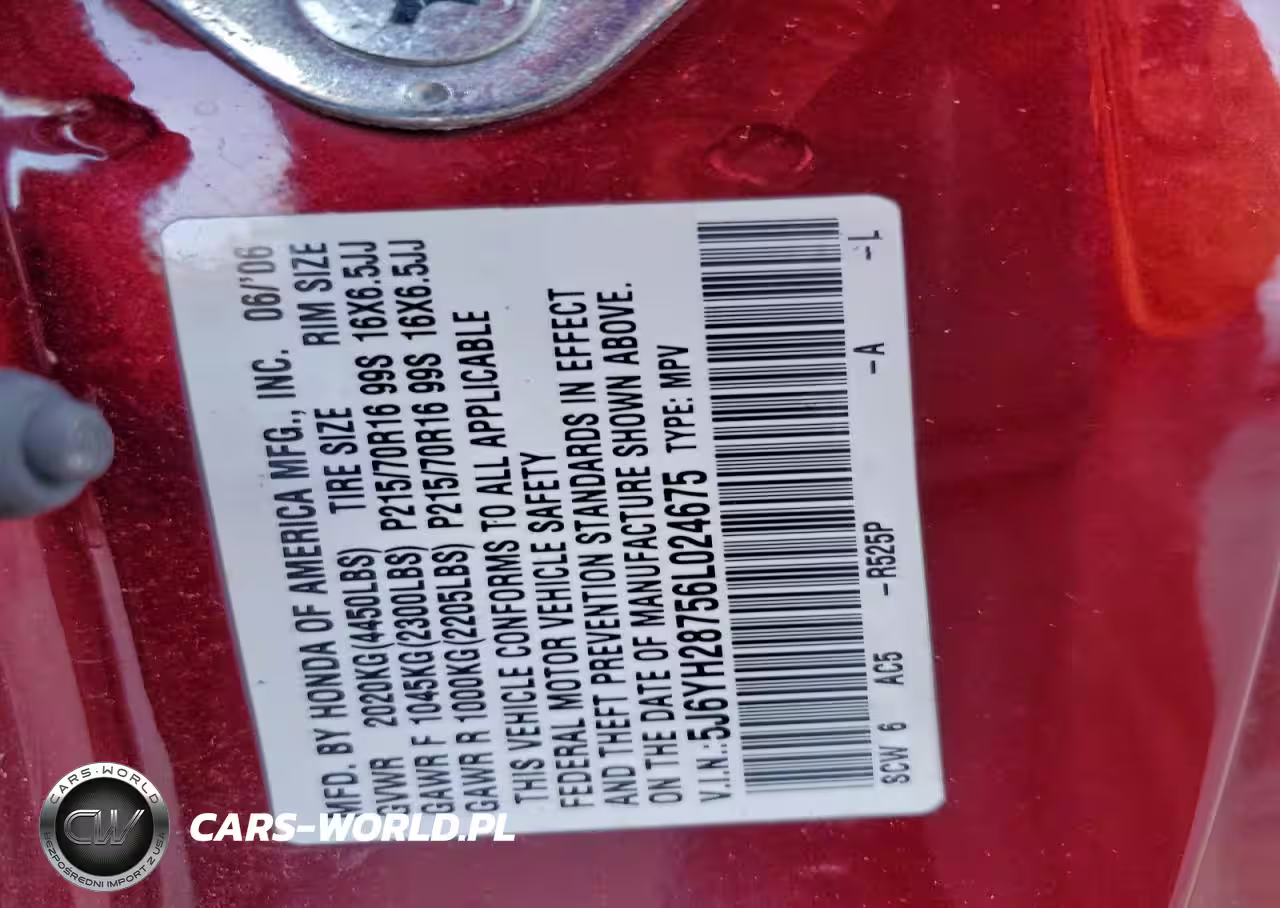 MFD. BY HONDA OF AMERICA MFG., INC. 06/'06
GVWR 2020KG(4450LBS) TIRE SIZE RIM SIZE
GAWR F 1045KG(2300LBS) P215/70R16 99S 16X6.5JJ
GAWR R 1000KG(2205LBS) P215/70R16 99S 16X6.5JJ
THIS VEHICLE CONFORMS TO ALL APPLICABLE
FEDERAL MOTOR VEHICLE SAFETY
AND THEFT PREVENTION STANDARDS IN EFFECT
ON THE DATE OF MANUFACTURE SHOWN ABOVE.
V.I.N.:5J6YH28756L024675 TYPE: MPV
SCW 6 AC5 -R525P -A -L
CARS-WORLD
CW
BEZPOŚREDNI IMPORT Z USA
CARS-WORLD.PL